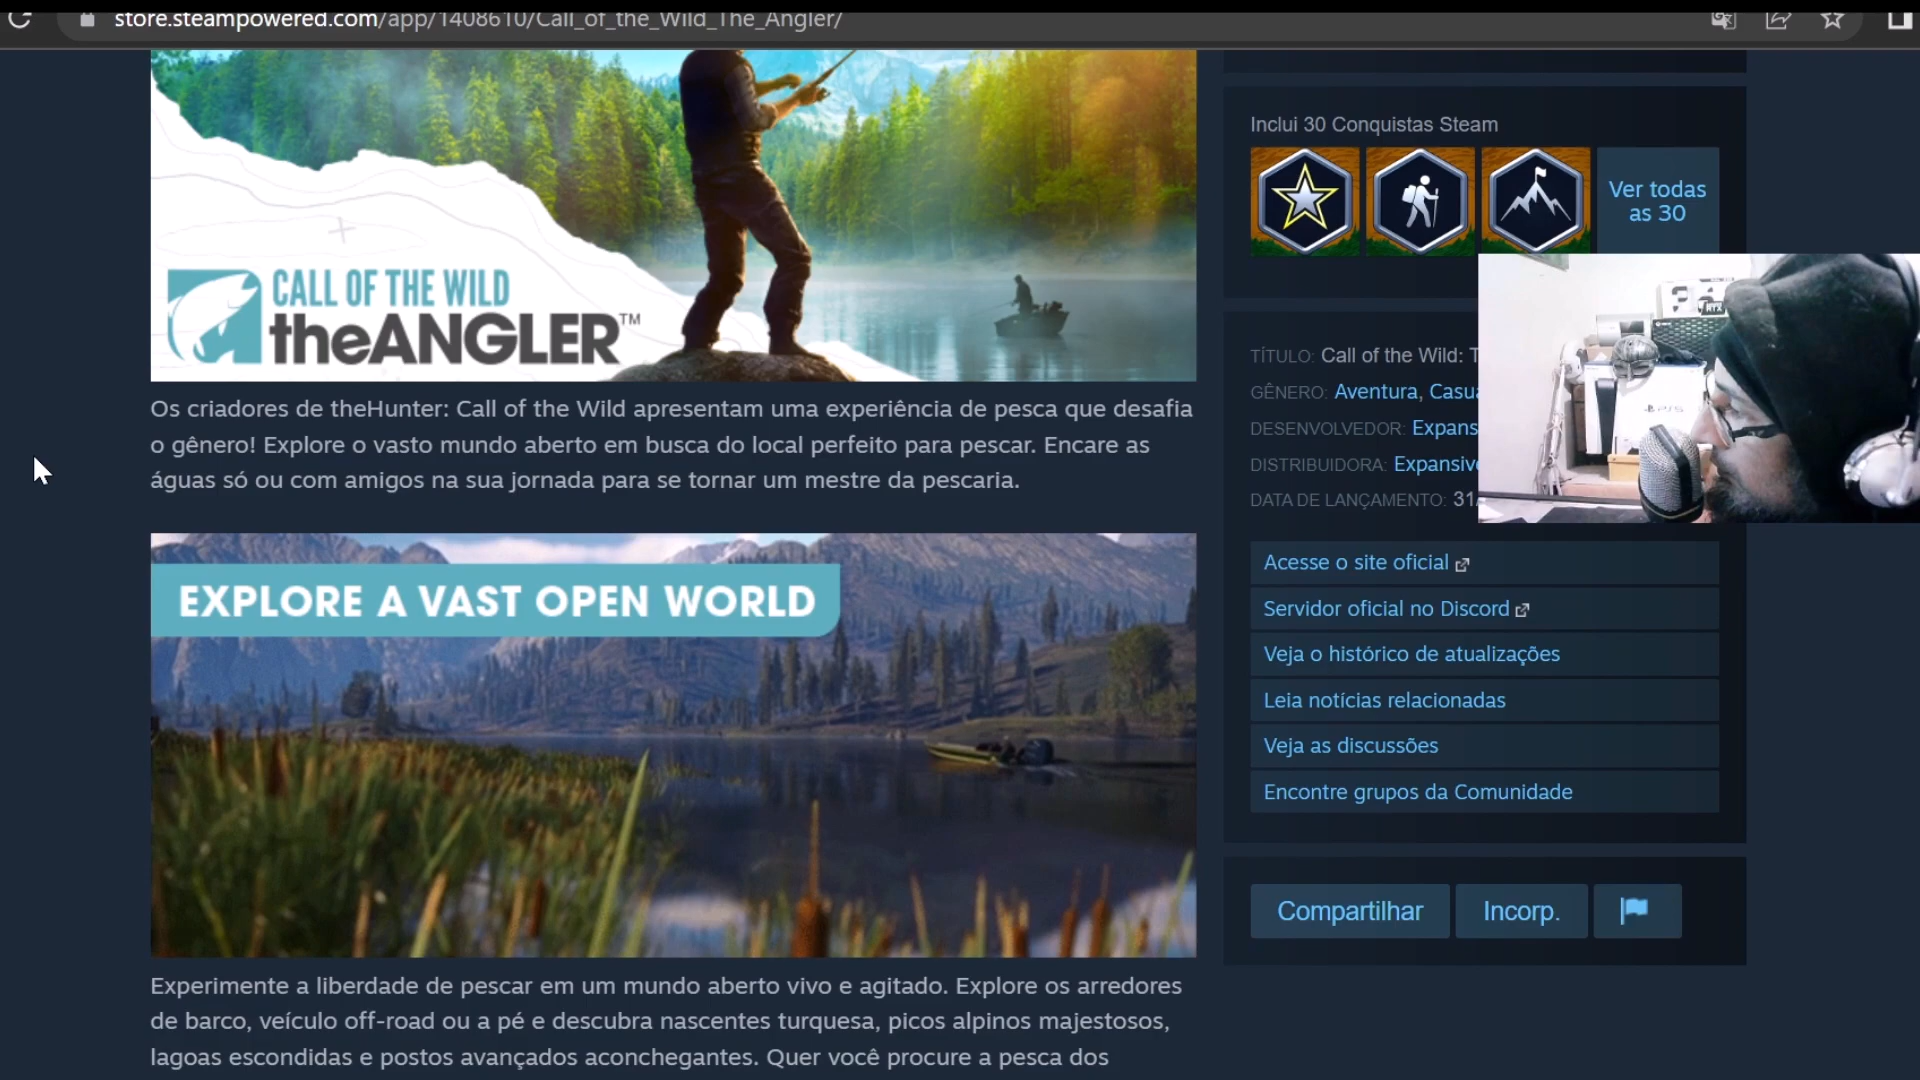 store.steampowered.com/app/1408610/Call_of_the_Wild_The_Angler/
CALL OF THE WILD
theANGLER™
Os criadores de theHunter: Call of the Wild apresentam uma experiência de pesca que desafia
o gênero! Explore o vasto mundo aberto em busca do local perfeito para pescar. Encare as
águas só ou com amigos na sua jornada para se tornar um mestre da pescaria.
EXPLORE A VAST OPEN WORLD
Experimente a liberdade de pescar em um mundo aberto vivo e agitado. Explore os arredores
de barco, veículo off-road ou a pé e descubra nascentes turquesa, picos alpinos majestosos,
lagoas escondidas e postos avançados aconchegantes. Quer você procure a pesca dos
Inclui 30 Conquistas Steam
Ver todas
as 30
TÍTULO: Call of the Wild: T
GÊNERO: Aventura, Casua
DESENVOLVEDOR: Expans
DISTRIBUIDORA: Expansive
DATA DE LANÇAMENTO: 31
PS5
Acesse o site oficial
Servidor oficial no Discord
Veja o histórico de atualizações
Leia notícias relacionadas
Veja as discussões
Encontre grupos da Comunidade
Compartilhar
Incorp.